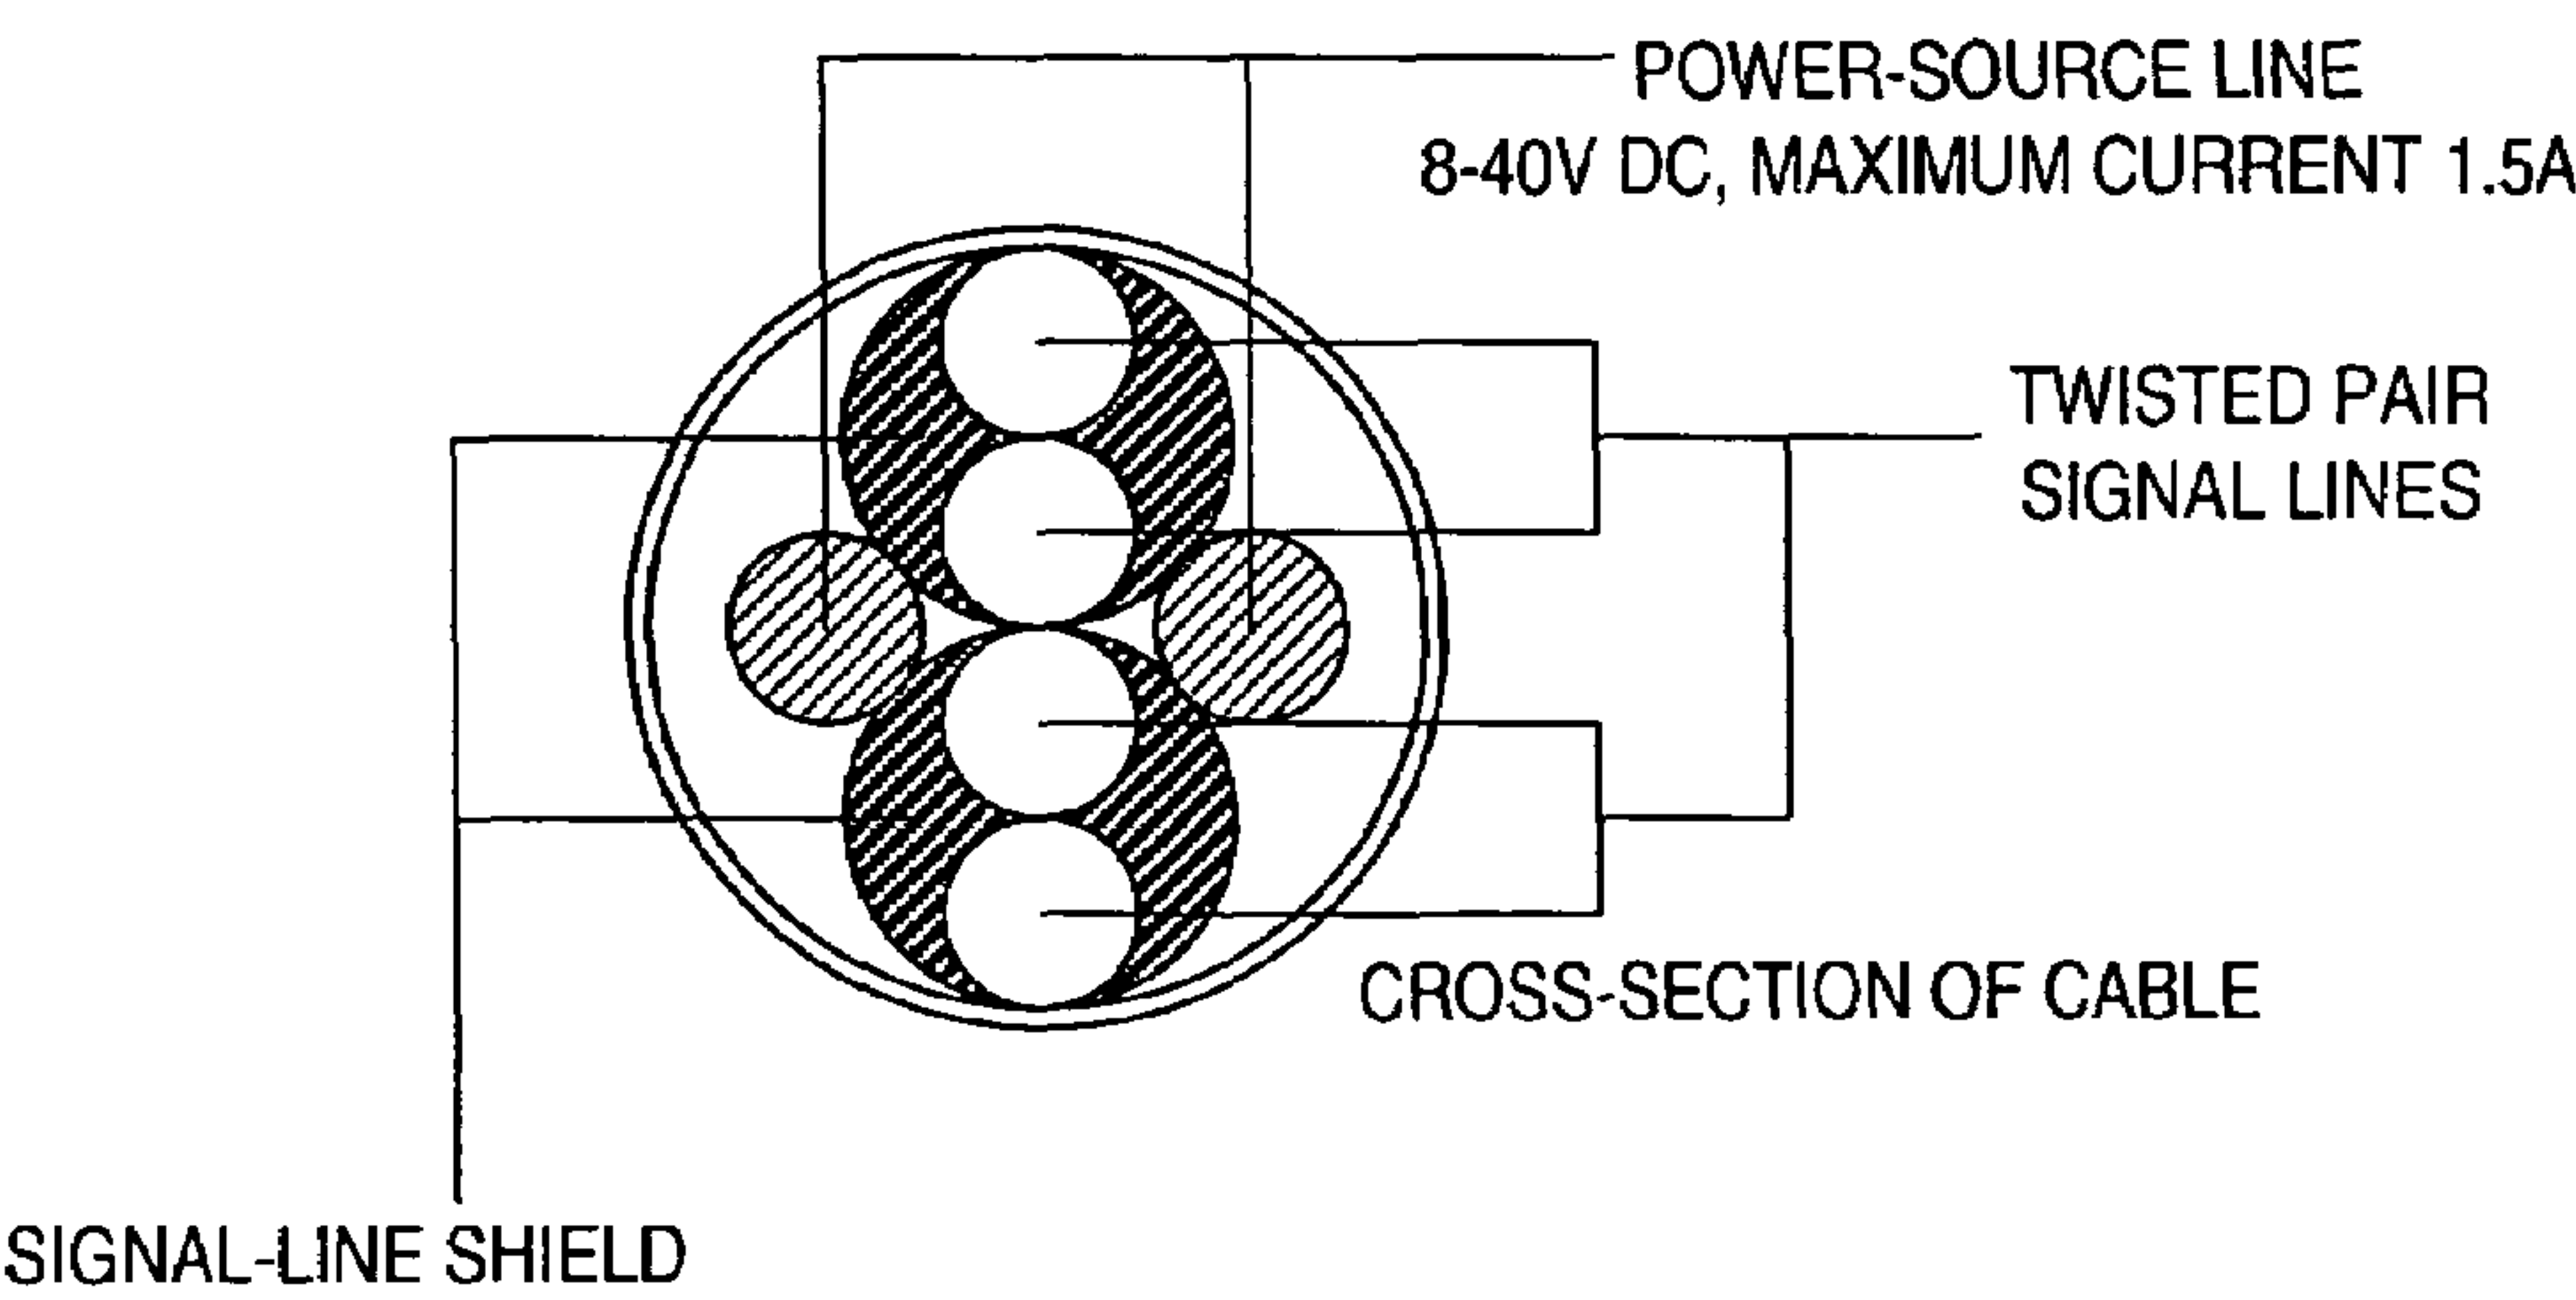 POWER-SOURCE LINE
8-40V DC, MAXIMUM CURRENT 1.5A
TWISTED PAIR
SIGNAL LINES
CROSS-SECTION OF CABLE
SIGNAL-LINE SHIELD